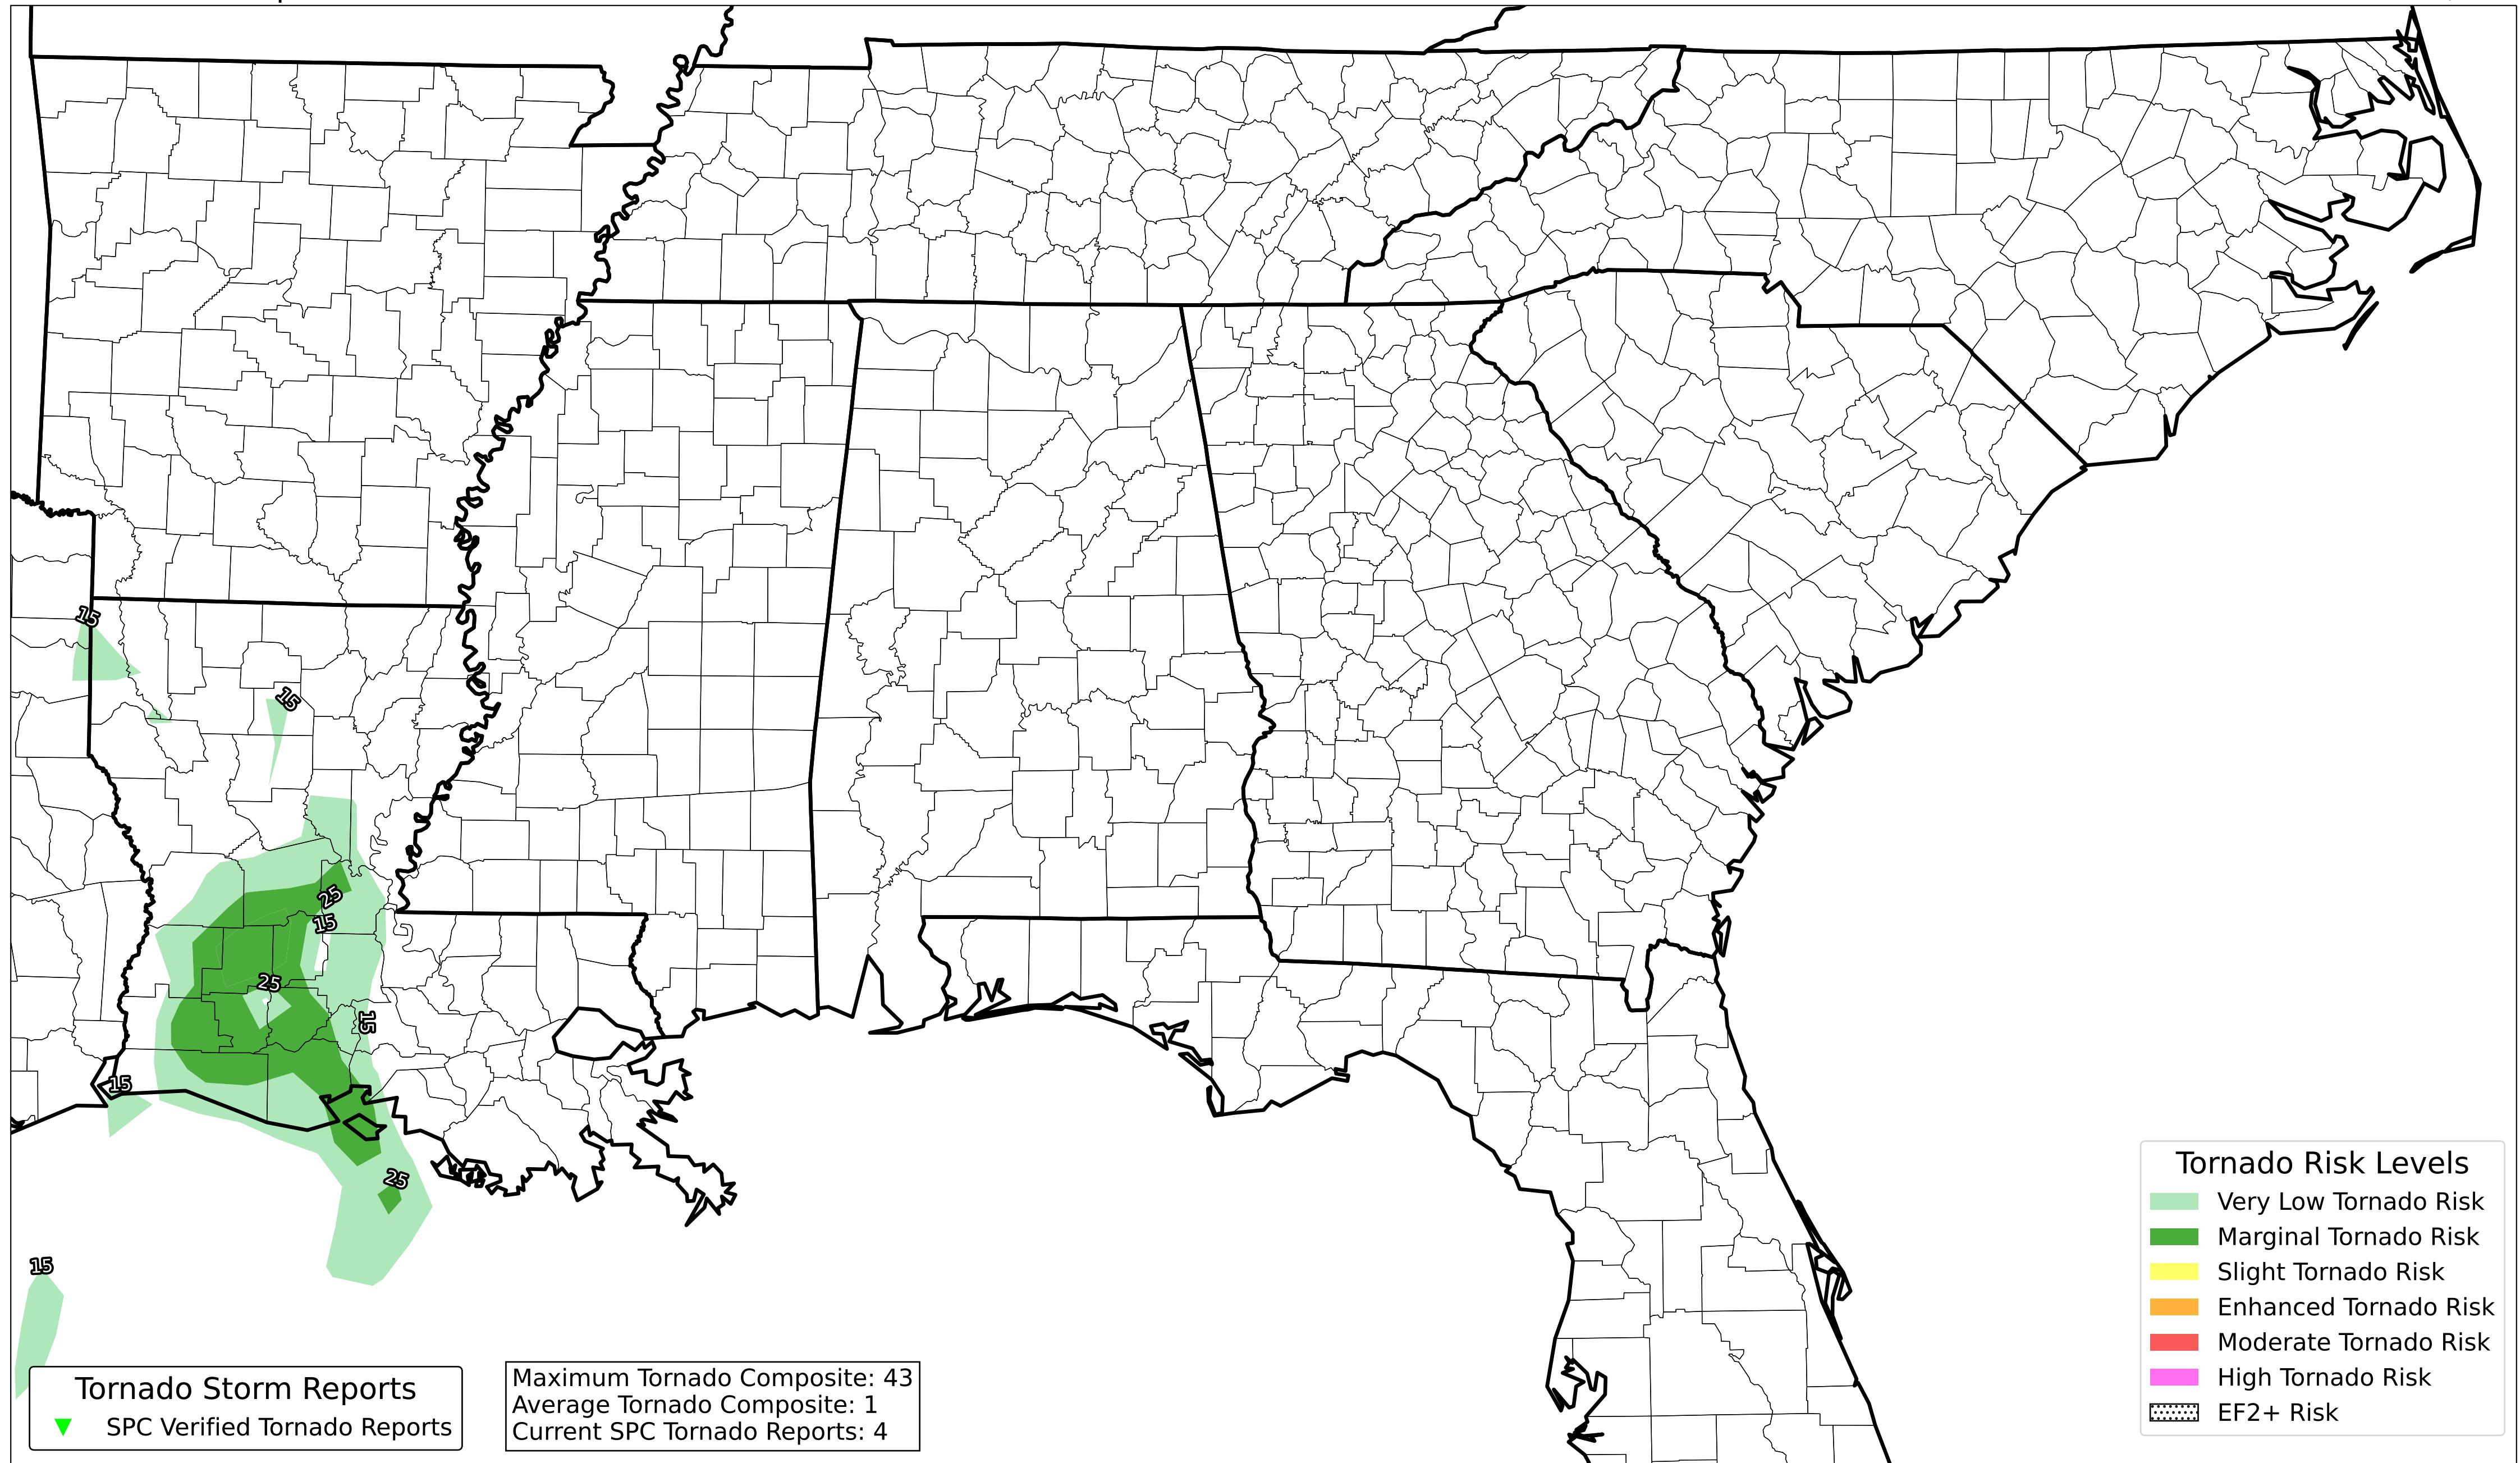 15
15
25
15
25
15
15
25
15
Tornado Storm Reports
SPC Verified Tornado Reports
Maximum Tornado Composite: 43
Average Tornado Composite: 1
Current SPC Tornado Reports: 4
Tornado Risk Levels
Very Low Tornado Risk
Marginal Tornado Risk
Slight Tornado Risk
Enhanced Tornado Risk
Moderate Tornado Risk
High Tornado Risk
EF2+ Risk